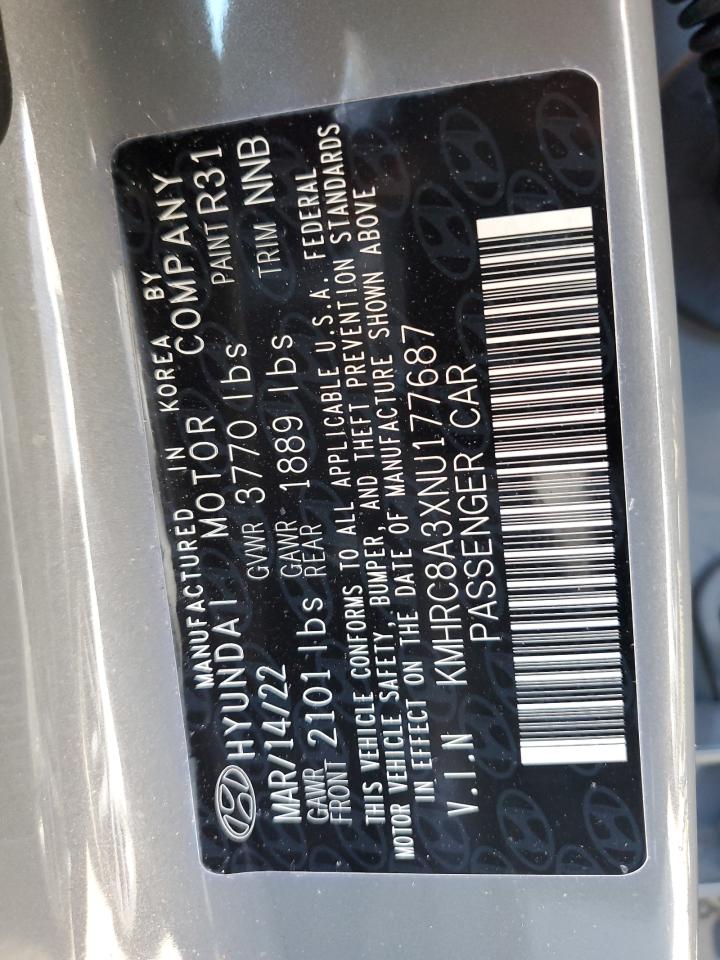 MANUFACTURED IN KOREA BY
HYUNDAI MOTOR COMPANY
MAR/14/22 GVWR 3770 lbs PAINT R31
GAWR FRONT 2101 lbs GAWR REAR 1889 lbs TRIM NNB
THIS VEHICLE CONFORMS TO ALL APPLICABLE U.S.A. FEDERAL
MOTOR VEHICLE SAFETY, BUMPER, AND THEFT PREVENTION STANDARDS
IN EFFECT ON THE DATE OF MANUFACTURE SHOWN ABOVE
V.I.N KMHRC8A3XNU177687
PASSENGER CAR